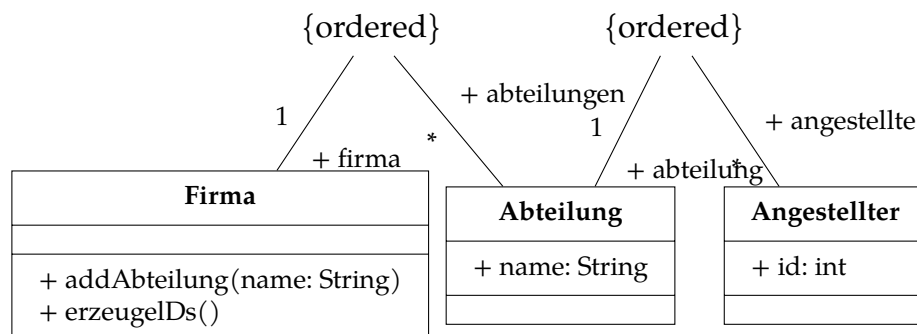 {ordered}
{ordered}
+ abteilungen
1
1
+ angestellte
*
+ firma
+ abteilung
*
Firma
Abteilung
Angestellter
+ name: String
+ id: int
+ addAbteilung(name: String)
+ erzeugeIDs()